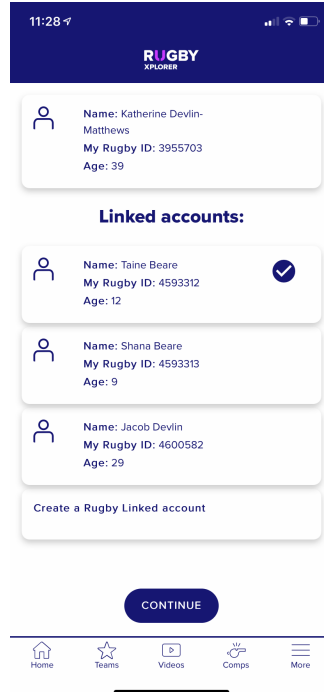 11:28
RUGBY
XPLORER
Name: Katherine Devlin-
Matthews
My Rugby ID: 3955703
Age: 39
Linked accounts:
Name: Taine Beare
My Rugby ID: 4593312
Age: 12
Name: Shana Beare
My Rugby ID: 4593313
Age: 9
Name: Jacob Devlin
My Rugby ID: 4600582
Age: 29
Create a Rugby Linked account
CONTINUE
Home Teams Videos Comps More